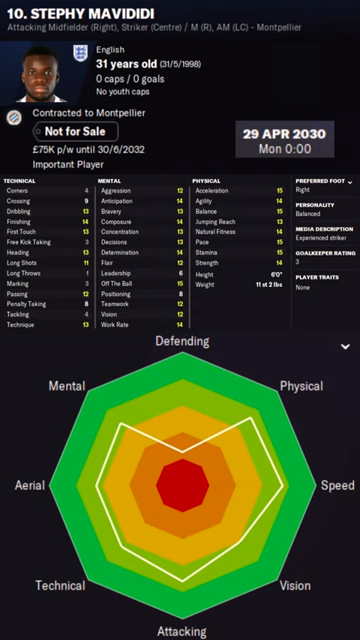 10. STEPHY MAVIDIDI
Attacking Midfielder (Right), Striker (Centre) / M (R), AM (LC) - Montpellier
English
31 years old (31/5/1998)
0 caps / 0 goals
No youth caps
Contracted to Montpellier
Not for Sale
£75K p/w until 30/6/2032
Important Player
29 APR 2030
Mon 0:00
TECHNICAL MENTAL PHYSICAL PREFERRED FOOT
Corners 4 Aggression 12 Acceleration 15 Right
Crossing 9 Anticipation 14 Agility 14
Dribbling 13 Bravery 13 Balance 15 PERSONALITY
Finishing 14 Composure 14 Jumping Reach 13 Balanced
First Touch 13 Concentration 13 Natural Fitness 14
Free Kick Taking 3 Decisions 13 Pace 15 MEDIA DESCRIPTION
Heading 13 Determination 14 Stamina 15 Experienced striker
Long Shots 11 Flair 12 Strength 14
Long Throws 1 Leadership 6 GOALKEEPER RATING
Marking 3 Off The Ball 15 Height 6'0" 3
Passing 12 Positioning 8 Weight 11 st 2 lbs
Penalty Taking 8 Teamwork 12 PLAYER TRAITS
Tackling 4 Vision 12 None
Technique 13 Work Rate 14
Defending
Mental Physical
Aerial Speed
Technical Vision
Attacking